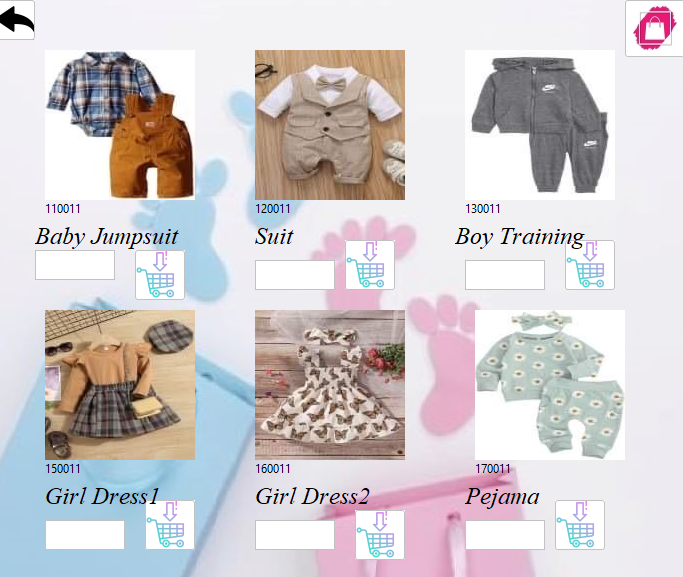 110011
120011
130011
Baby Jumpsuit
Suit
Boy Training
150011
160011
170011
Girl Dress1
Girl Dress2
Pejama